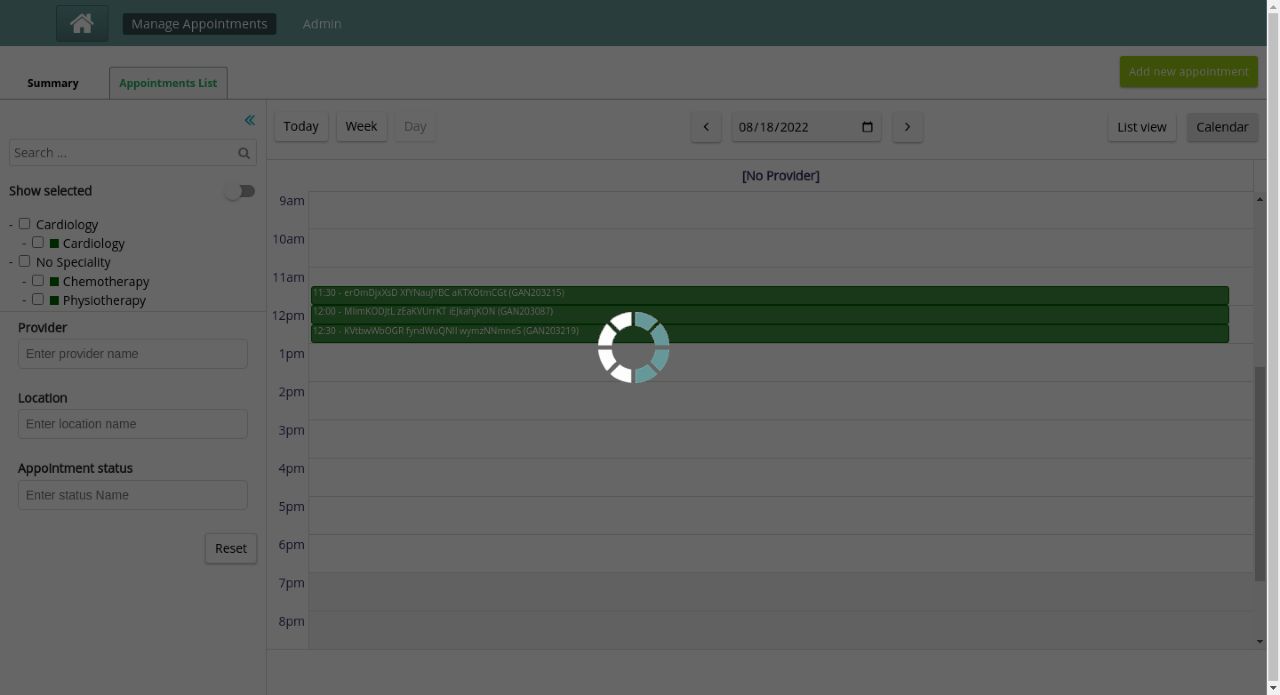 Manage Appointments Admin
Summary Appointments List Add new appointment
Today Week Day 08/18/2022 List view Calendar
Search ...
Show selected
- Cardiology
- Cardiology
- No Speciality
- Chemotherapy
- Physiotherapy
Provider
Enter provider name
Location
Enter location name
Appointment status
Enter status Name
Reset
[No Provider]
9am
10am
11am
11:30 - erOmDjxXsD XfYNauJYBC aKTXOtmCGt (GAN203215)
12pm 12:00 - MlimKODJtL zEaKVUrrKT iEJkahjKON (GAN203087)
12:30 - KVtbwWbOGR fyndWuQNIl wymzNNmneS (GAN203219)
1pm
2pm
3pm
4pm
5pm
6pm
7pm
8pm